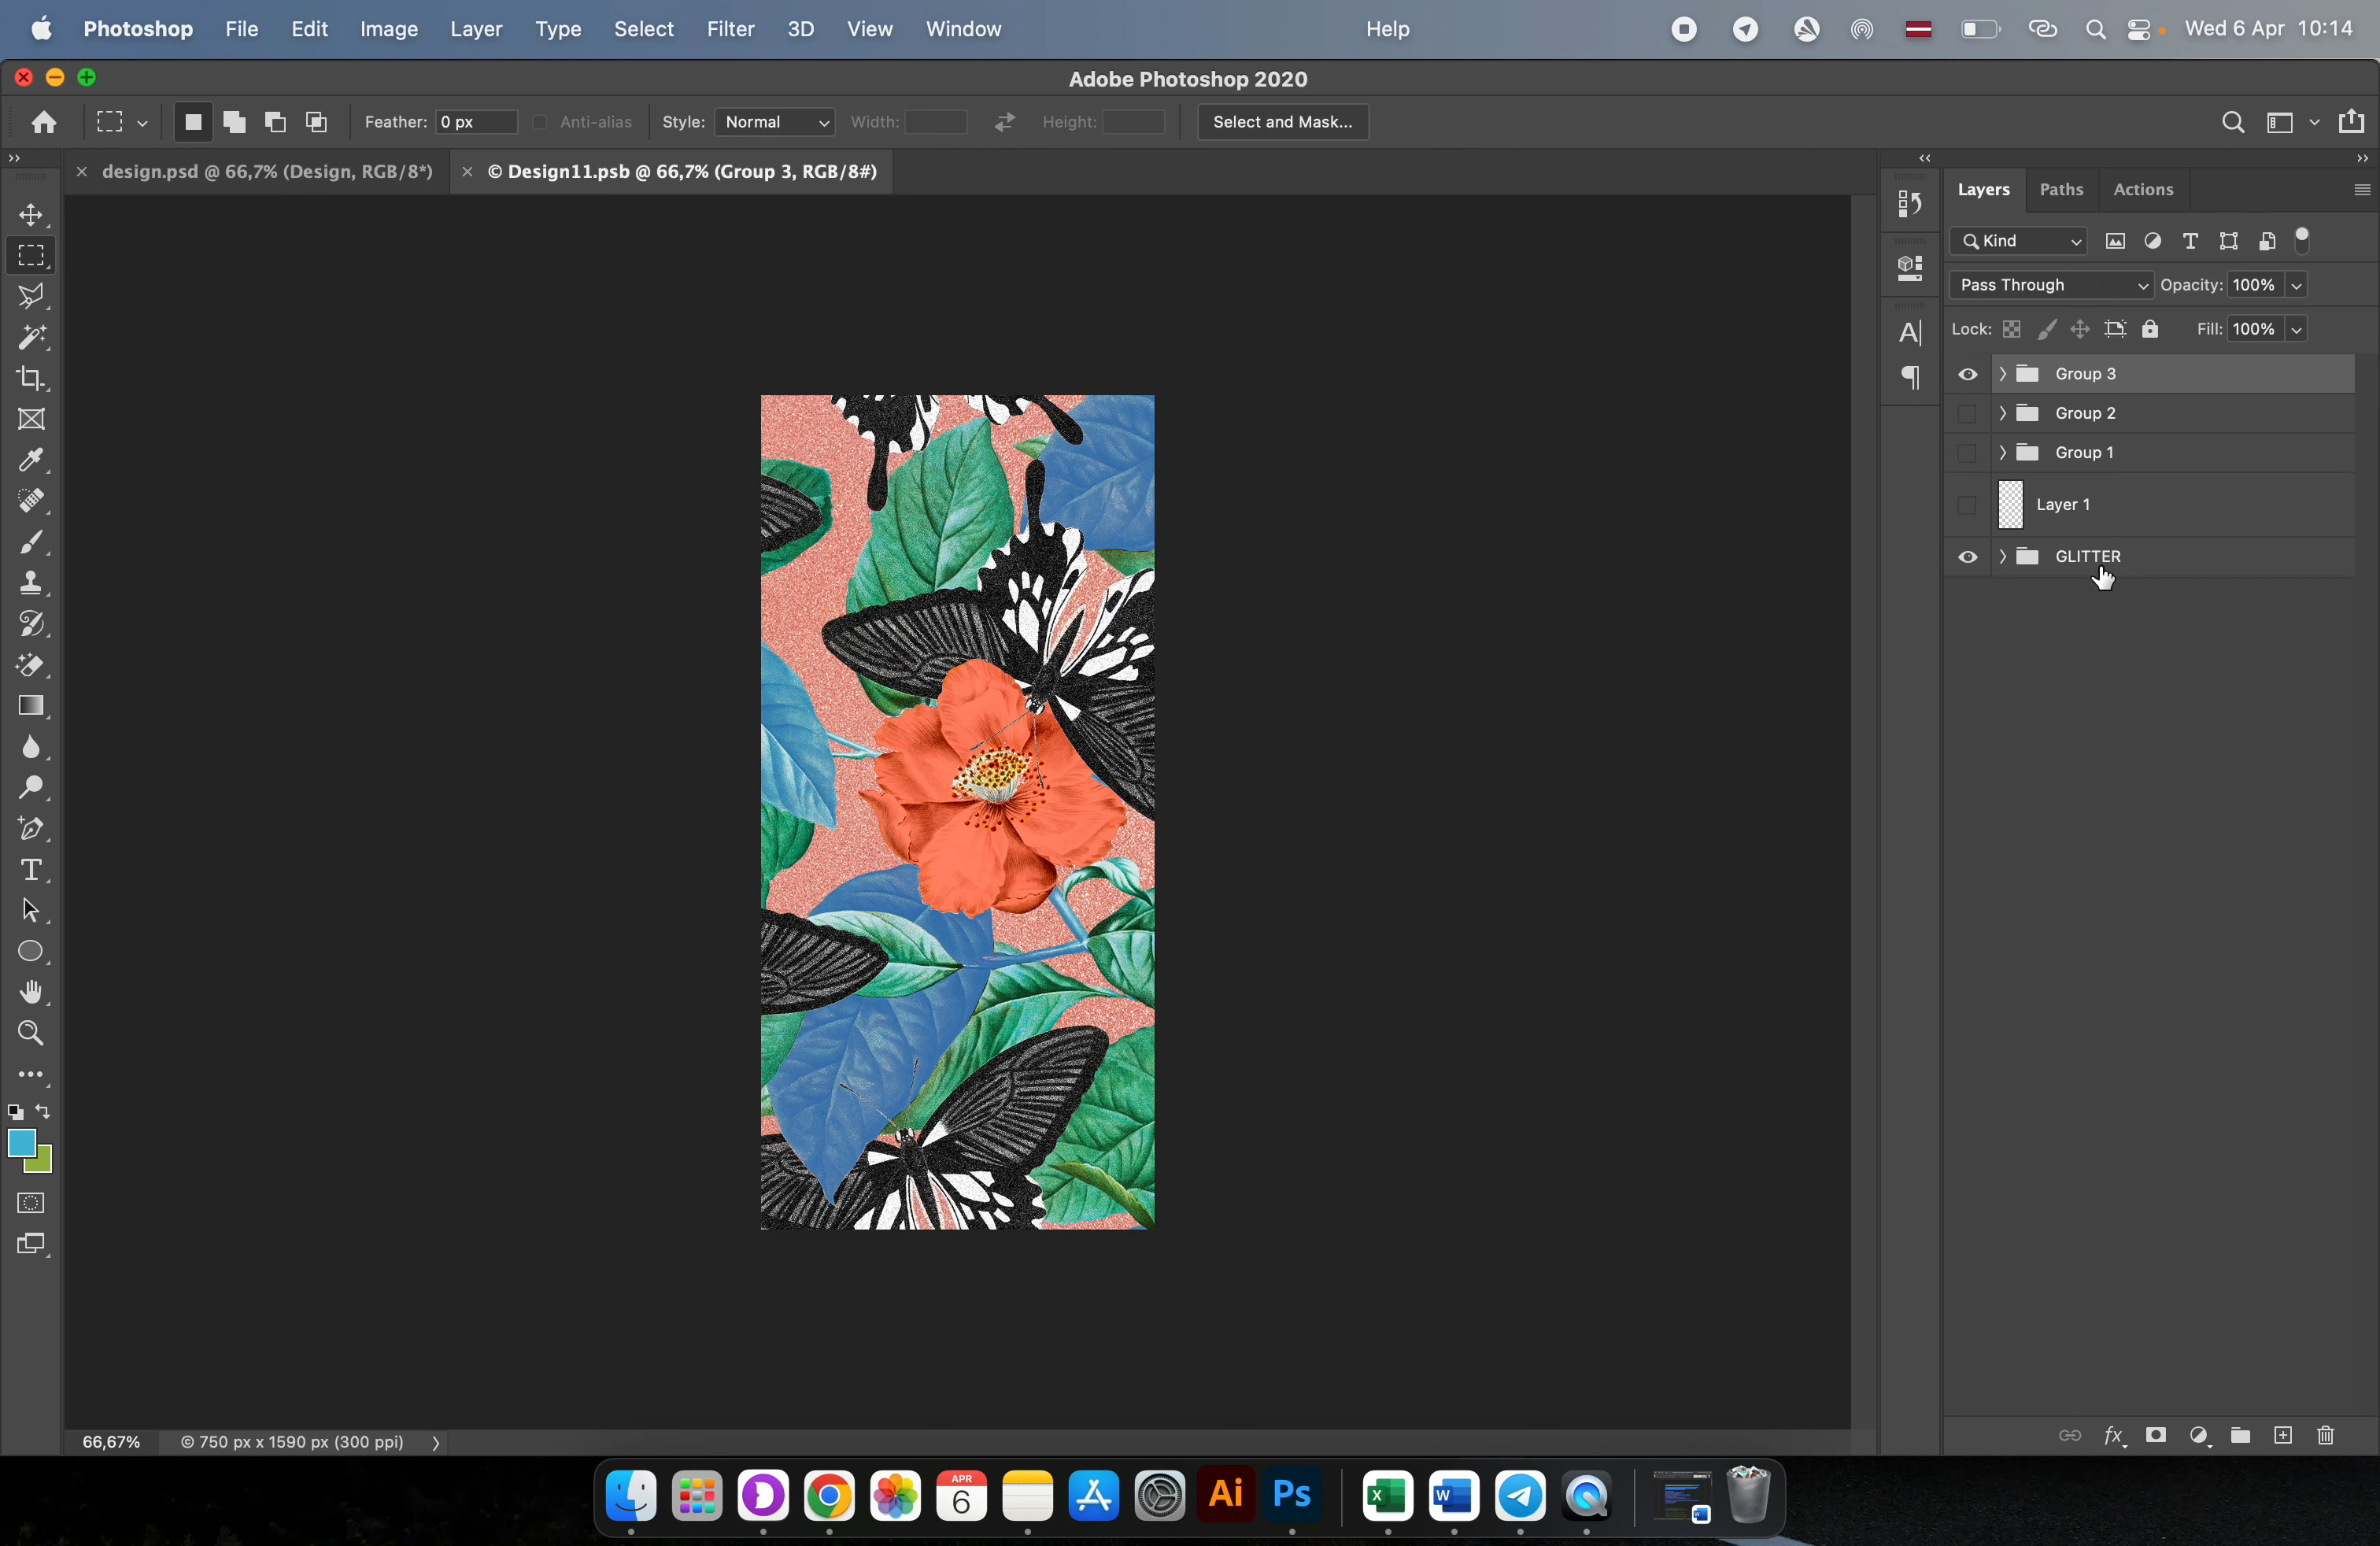 Photoshop File Edit Image Layer Type Select Filter 3D View Window Help Wed 6 Apr 10:14
Adobe Photoshop 2020
Feather: 0 px Anti-alias Style: Normal Width: Height: Select and Mask...
design.psd @ 66,7% (Design, RGB/8*) © Design11.psb @ 66,7% (Group 3, RGB/8#)
Layers Paths Actions
Kind
Pass Through Opacity: 100%
Lock: Fill: 100%
Group 3
Group 2
Group 1
Layer 1
GLITTER
66,67% © 750 px x 1590 px (300 ppi)
fx
APR
6
Ai Ps X W